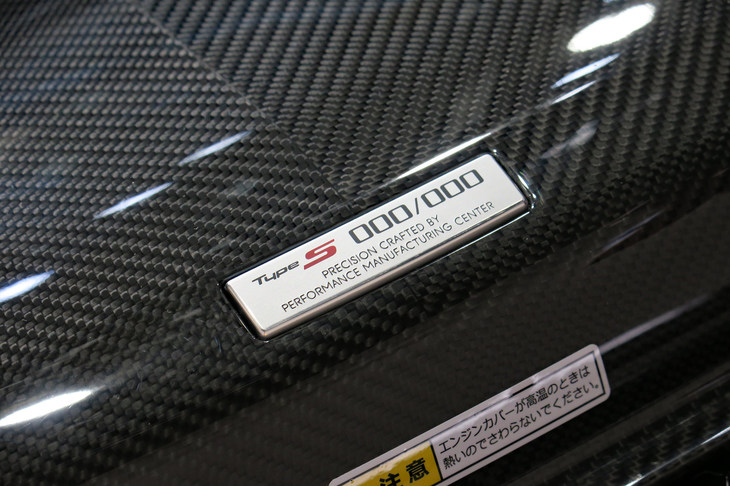 Type S 000/000
PRECISION CRAFTED BY
PERFORMANCE MANUFACTURING CENTER
注意
エンジンカバーが高温のときは
熱いのでさわらないでください。